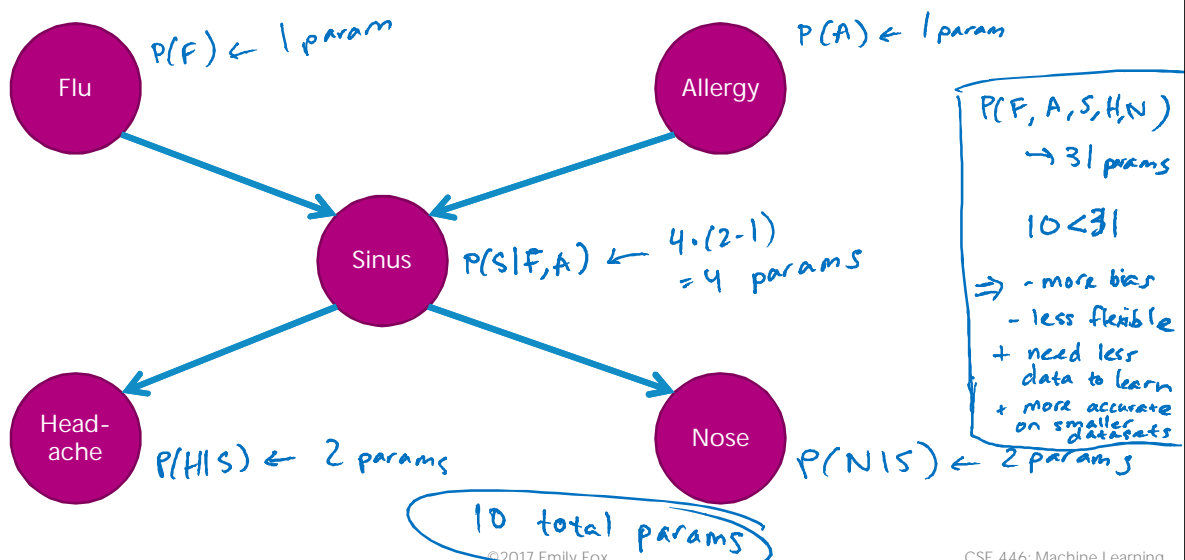 Flu
P(F) ← 1 param
Allergy
P(A) ← 1 param
P(F, A, S, H, N)
→ 31 params
10 < 31
⇒ - more bias
- less flexible
+ need less
data to learn
+ more accurate
on smaller
datasets
Sinus
P(S|F, A) ← 4·(2-1)
= 4 params
Head-
ache
P(H|S) ← 2 params
Nose
P(N|S) ← 2 params
10 total params
©2017 Emily Fox
CSE 446: Machine Learning